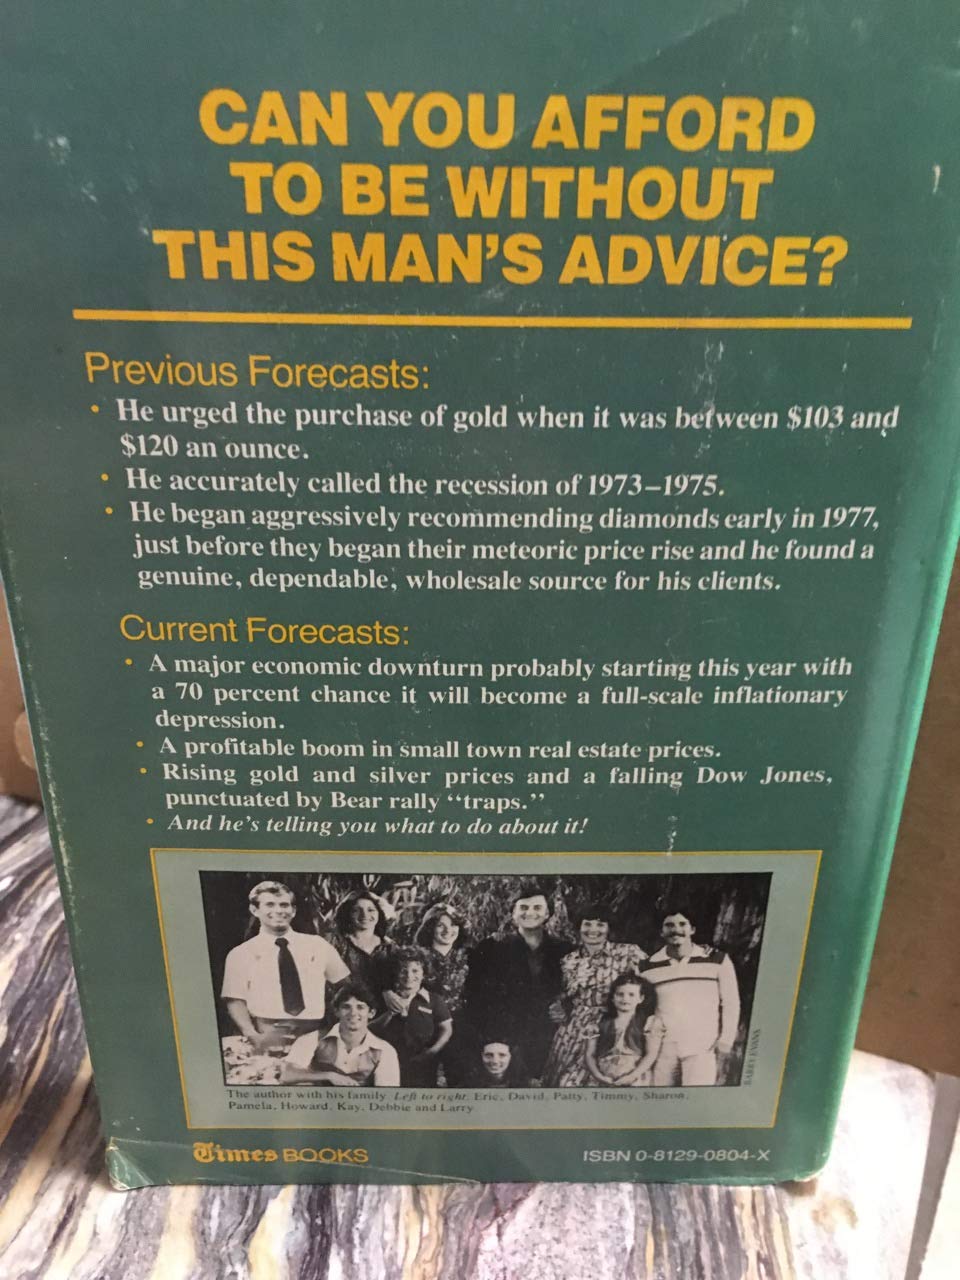 CAN YOU AFFORD
TO BE WITHOUT
THIS MAN'S ADVICE?
Previous Forecasts:
• He urged the purchase of gold when it was between $103 and
$120 an ounce.
• He accurately called the recession of 1973–1975.
• He began aggressively recommending diamonds early in 1977,
just before they began their meteoric price rise and he found a
genuine, dependable, wholesale source for his clients.
Current Forecasts:
• A major economic downturn probably starting this year with
a 70 percent chance it will become a full-scale inflationary
depression.
• A profitable boom in small town real estate prices.
• Rising gold and silver prices and a falling Dow Jones,
punctuated by Bear rally “traps.”
• And he's telling you what to do about it!
BARRY EVANS
The author with his family. Left to right: Eric, David, Patty, Timmy, Sharon,
Pamela, Howard, Kay, Debbie and Larry
Times BOOKS
ISBN 0-8129-0804-X